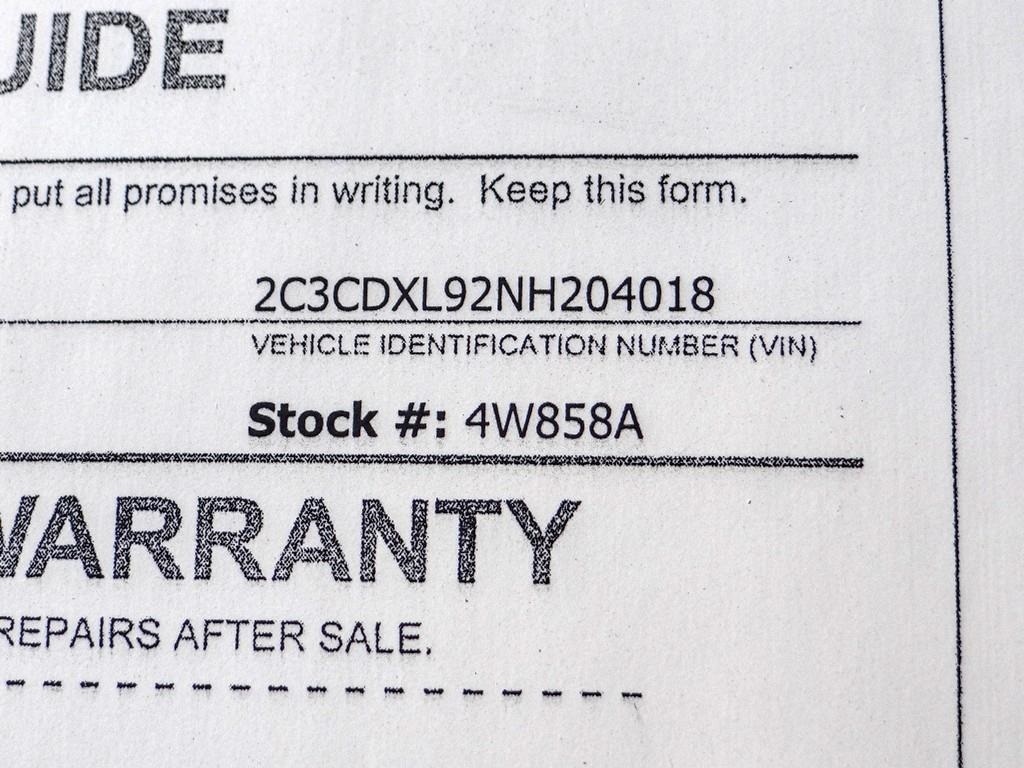 UIDE
put all promises in writing. Keep this form.
2C3CDXL92NH204018
VEHICLE IDENTIFICATION NUMBER (VIN)
Stock #: 4W858A
WARRANTY
REPAIRS AFTER SALE.